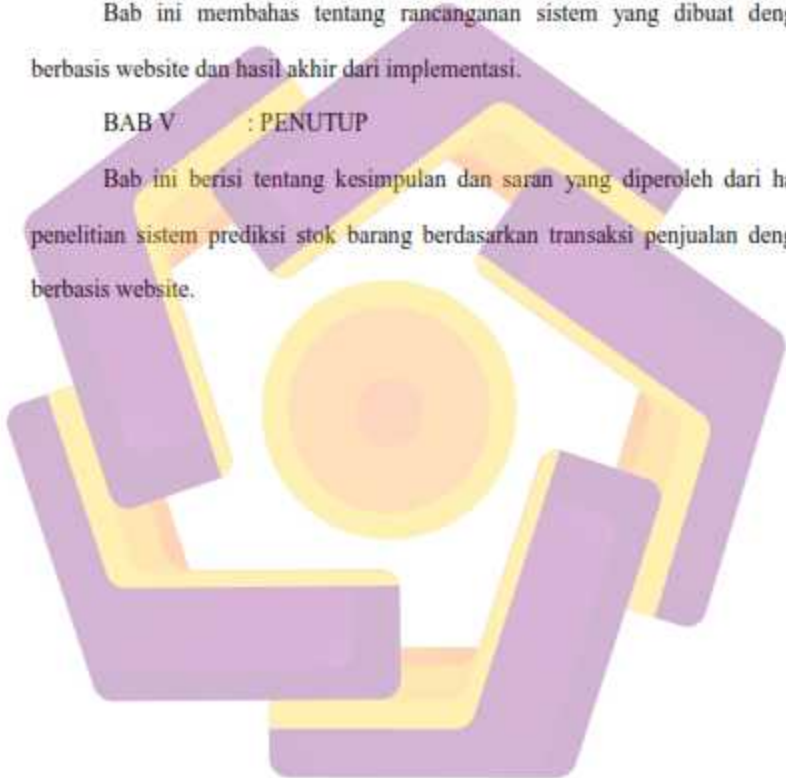 Bab ini membahas tentang rancanganan sistem yang dibuat deng
berbasis website dan hasil akhir dari implementasi.
BAB V : PENUTUP
Bab ini berisi tentang kesimpulan dan saran yang diperoleh dari ha
penelitian sistem prediksi stok barang berdasarkan transaksi penjualan deng
berbasis website.